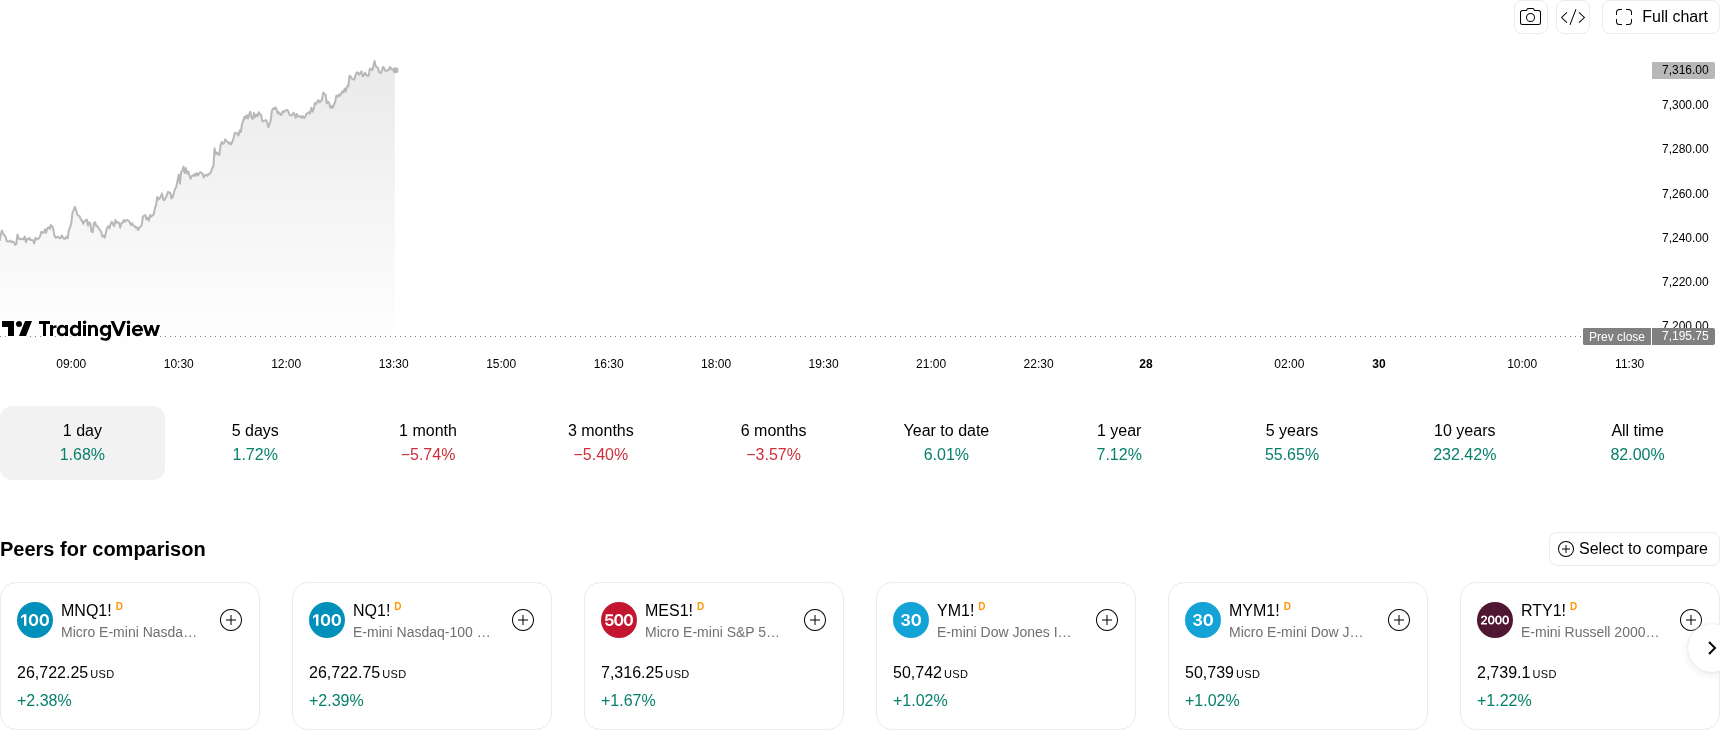 Full chart
7,316.00
7,300.00
7,280.00
7,260.00
7,240.00
7,220.00
7,200.00
TradingView
Prev close 7,195.75
09:00 10:30 12:00 13:30 15:00 16:30 18:00 19:30 21:00 22:30 28 02:00 30 10:00 11:30
1 day 5 days 1 month 3 months 6 months Year to date 1 year 5 years 10 years All time
1.68% 1.72% −5.74% −5.40% −3.57% 6.01% 7.12% 55.65% 232.42% 82.00%
Peers for comparison
Select to compare
100 MNQ1! D
Micro E-mini Nasda…
26,722.25 USD
+2.38%
100 NQ1! D
E-mini Nasdaq-100 …
26,722.75 USD
+2.39%
500 MES1! D
Micro E-mini S&P 5…
7,316.25 USD
+1.67%
30 YM1! D
E-mini Dow Jones I…
50,742 USD
+1.02%
30 MYM1! D
Micro E-mini Dow J…
50,739 USD
+1.02%
2000 RTY1! D
E-mini Russell 2000…
2,739.1 USD
+1.22%